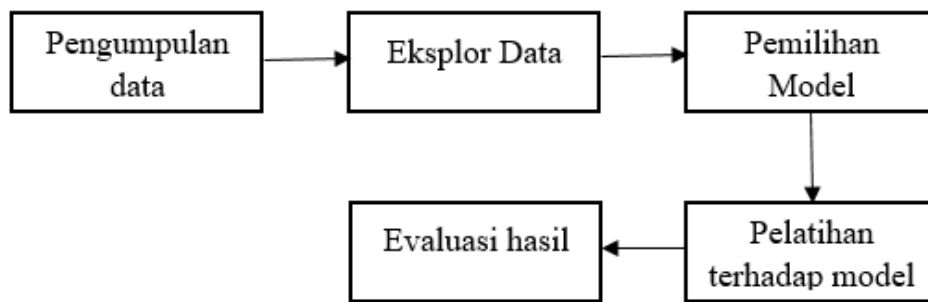 Pengumpulan
data
Eksplor Data
Pemilihan
Model
Pelatihan
terhadap model
Evaluasi hasil